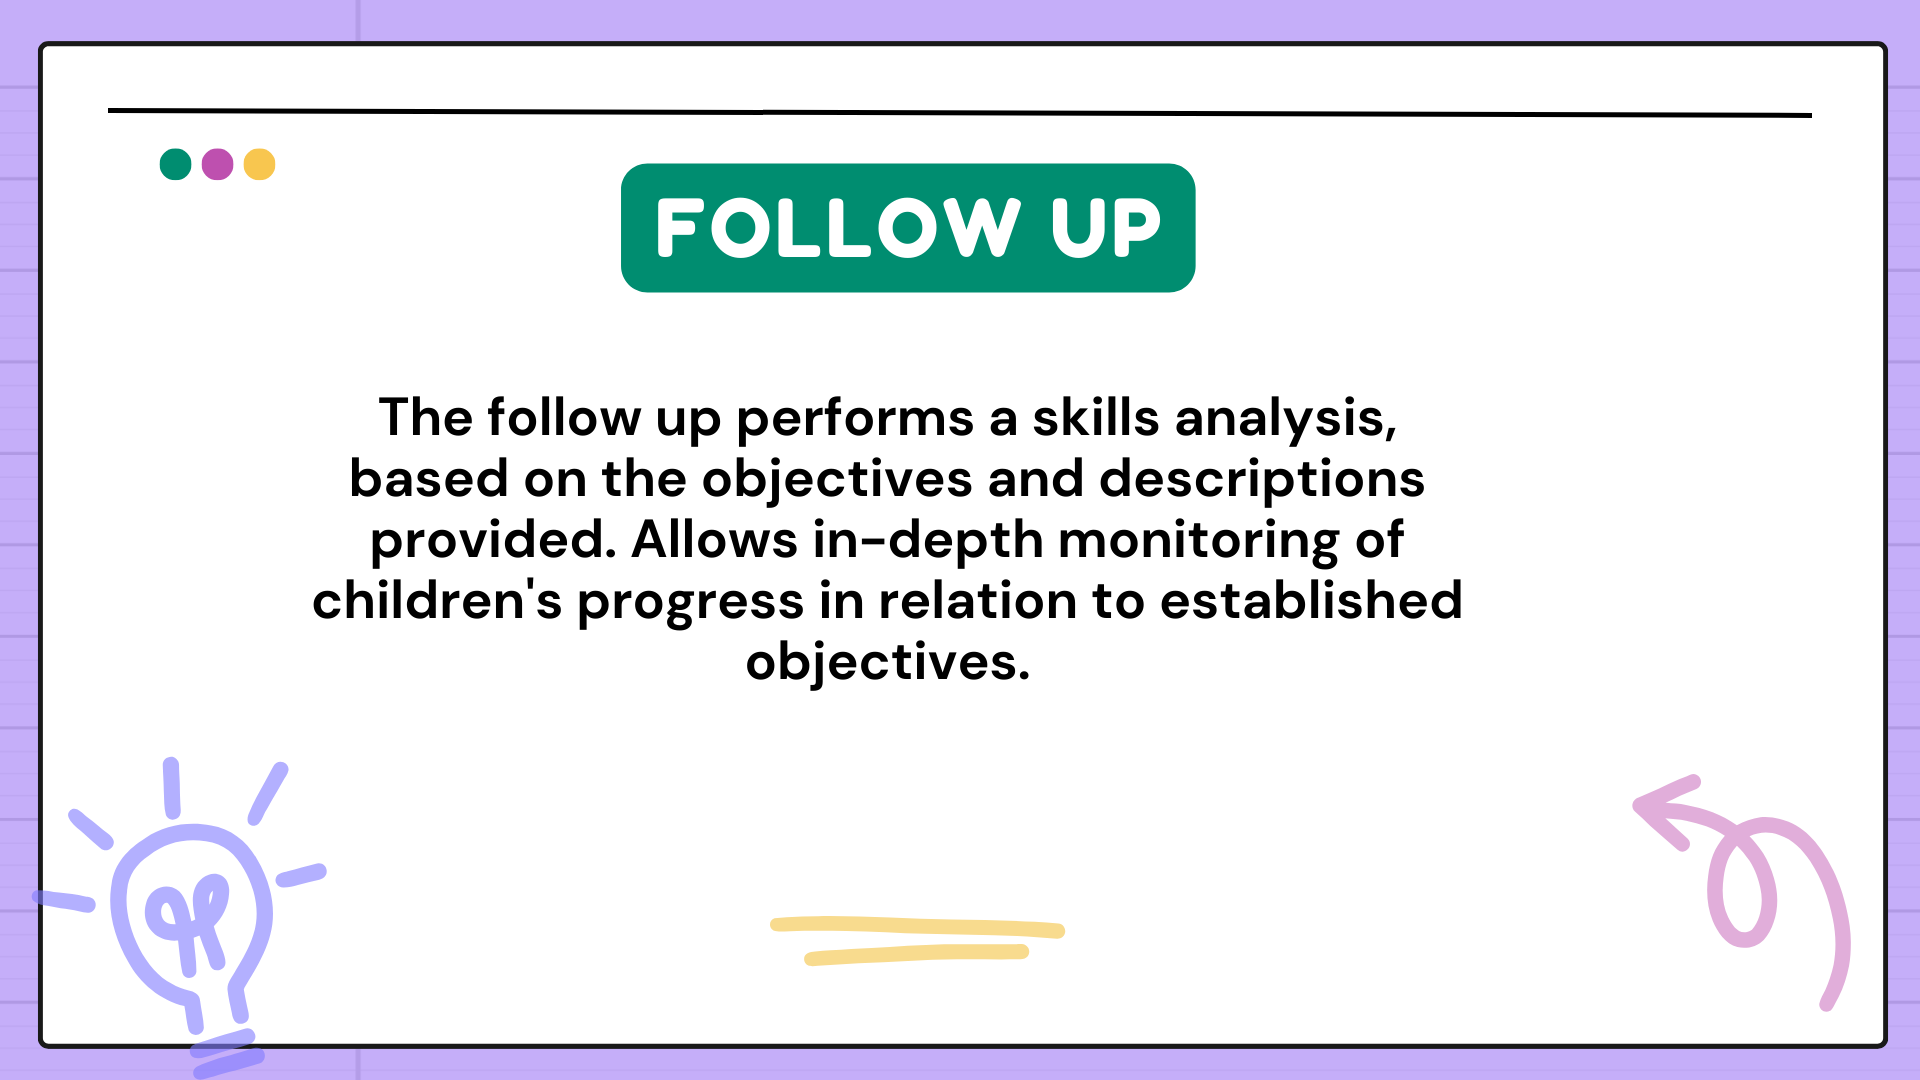 FOLLOW UP
The follow up performs a skills analysis,
based on the objectives and descriptions
provided. Allows in-depth monitoring of
children's progress in relation to established
objectives.